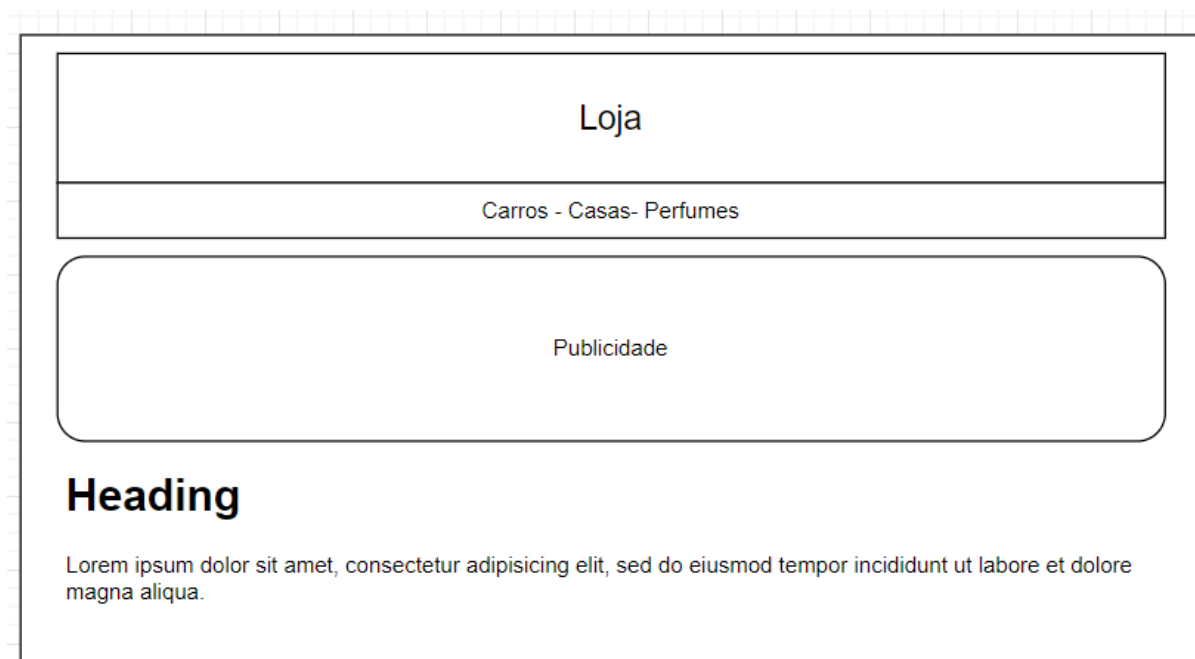 Loja
Carros - Casas- Perfumes
Publicidade
Heading
Lorem ipsum dolor sit amet, consectetur adipisicing elit, sed do eiusmod tempor incididunt ut labore et dolore
magna aliqua.